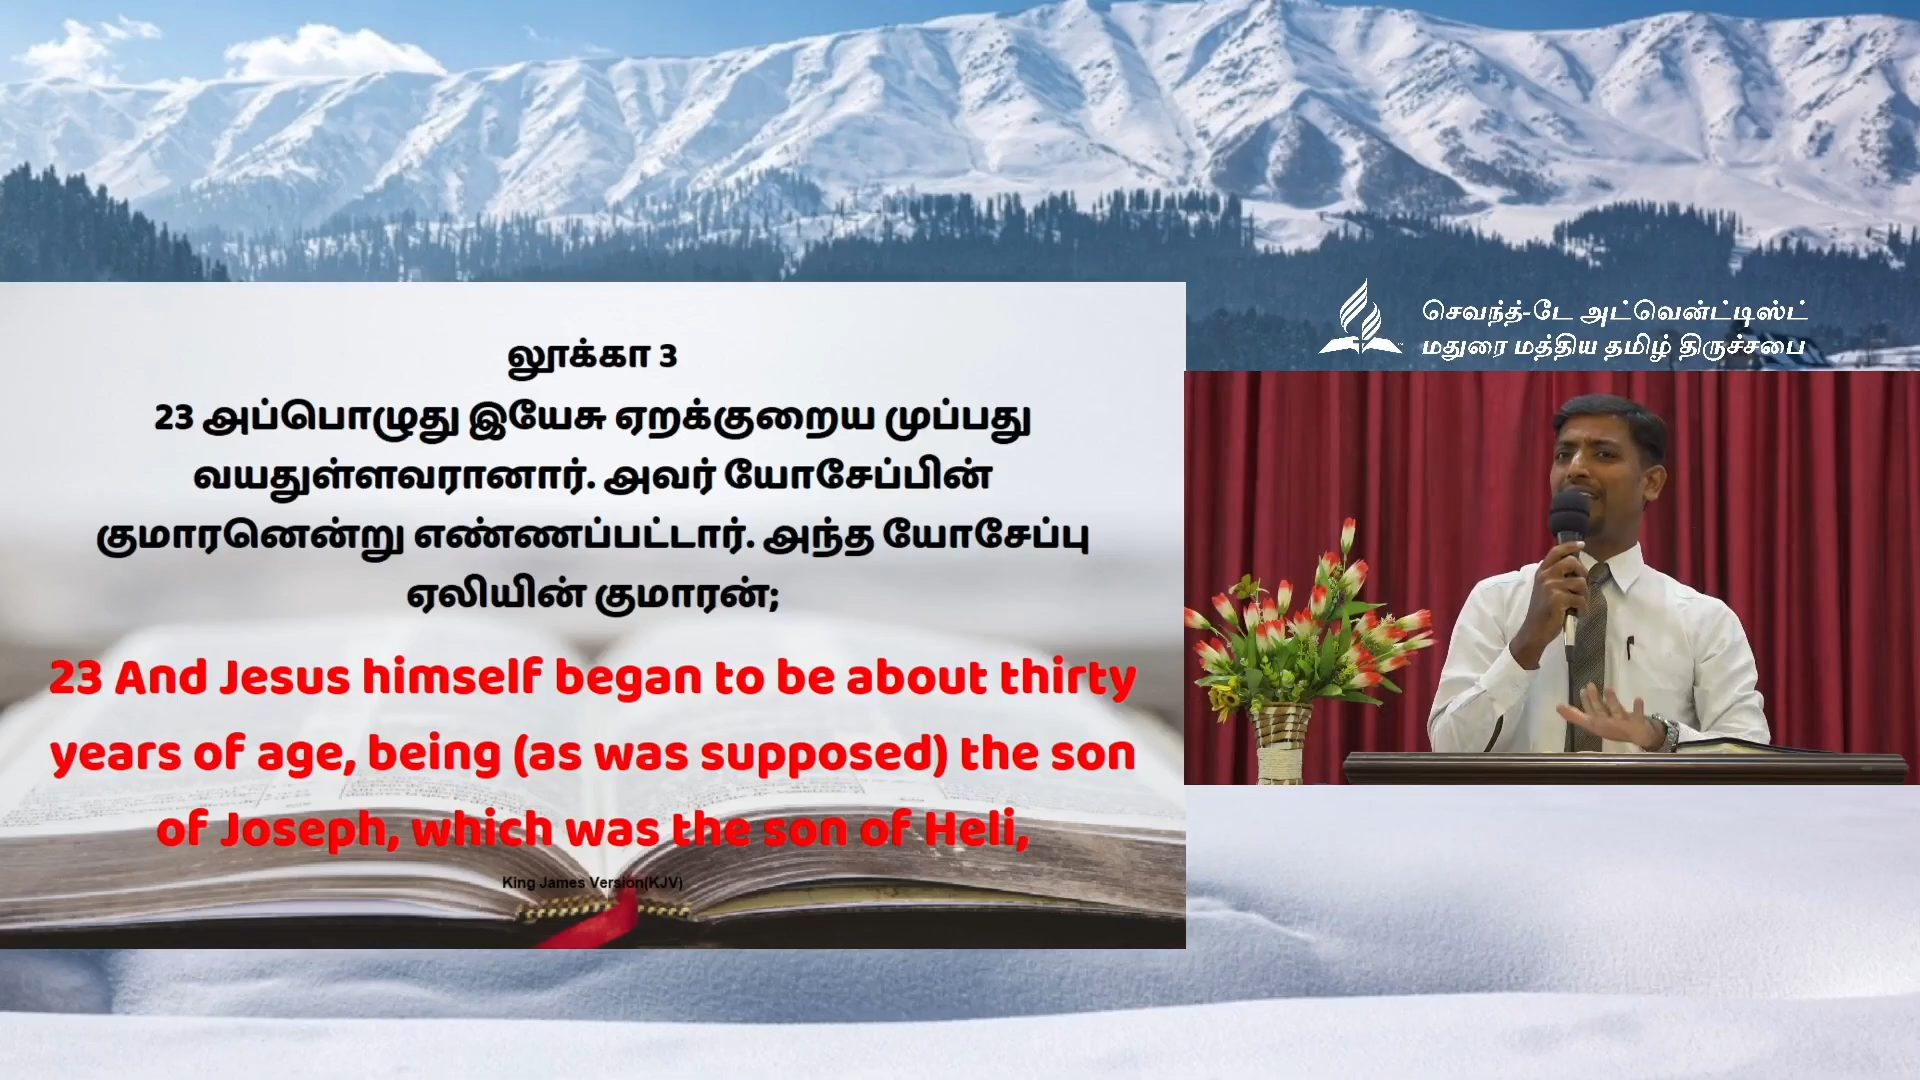 லூக்கா 3
23 அப்பொழுது இயேசு ஏறக்குறைய முப்பது
வயதுள்ளவரானார். அவர் யோசேப்பின்
குமாரனென்று எண்ணப்பட்டார். அந்த யோசேப்பு
ஏலியின் குமாரன்;
23 And Jesus himself began to be about thirty
years of age, being (as was supposed) the son
of Joseph, which was the son of Heli,
King James Version(KJV)
செவந்த்-டே அட்வென்ட்டிஸ்ட்
மதுரை மத்திய தமிழ் திருச்சபை